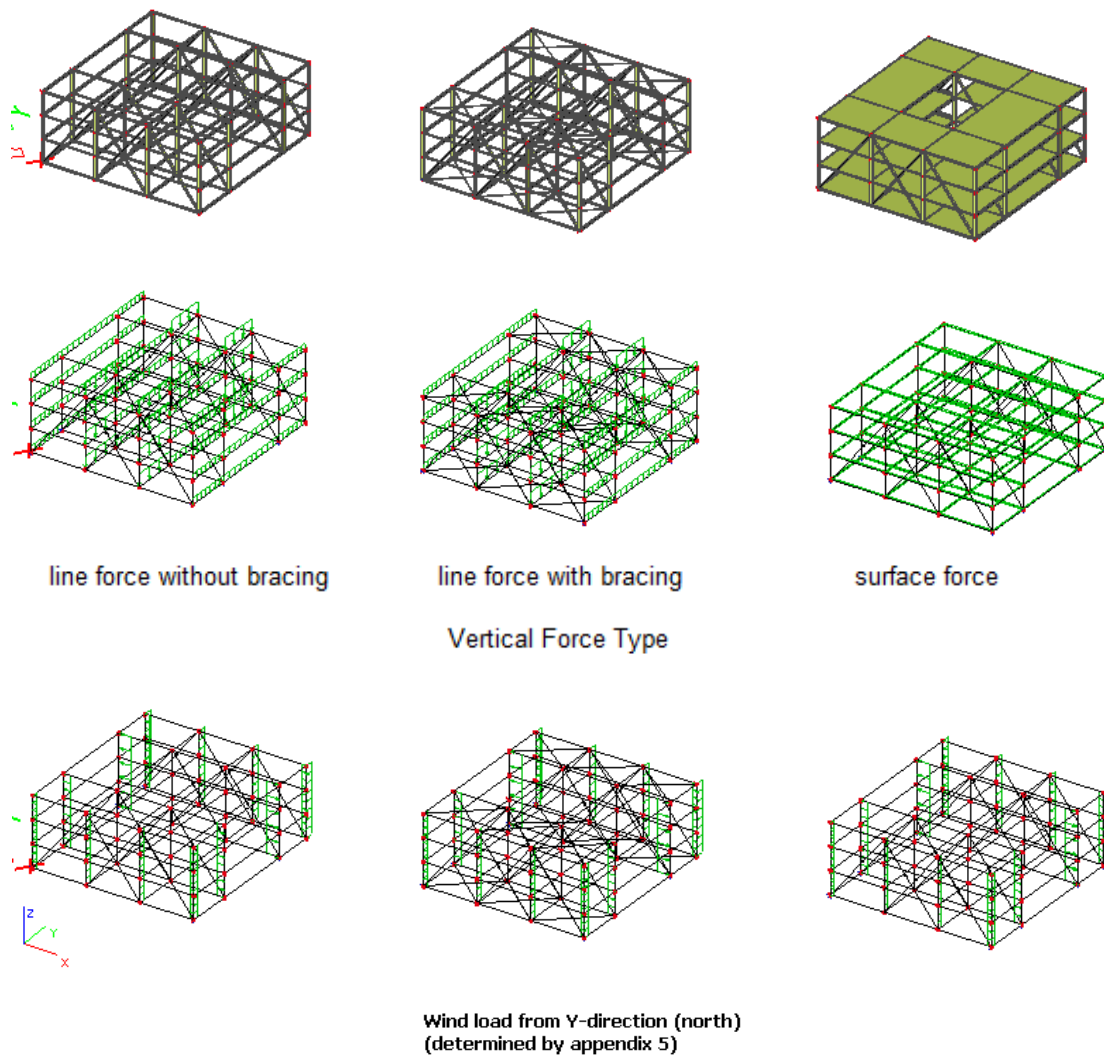 line force without bracing
line force with bracing
surface force
Vertical Force Type
Z
Y
X
Wind load from Y-direction (north)
(determined by appendix 5)